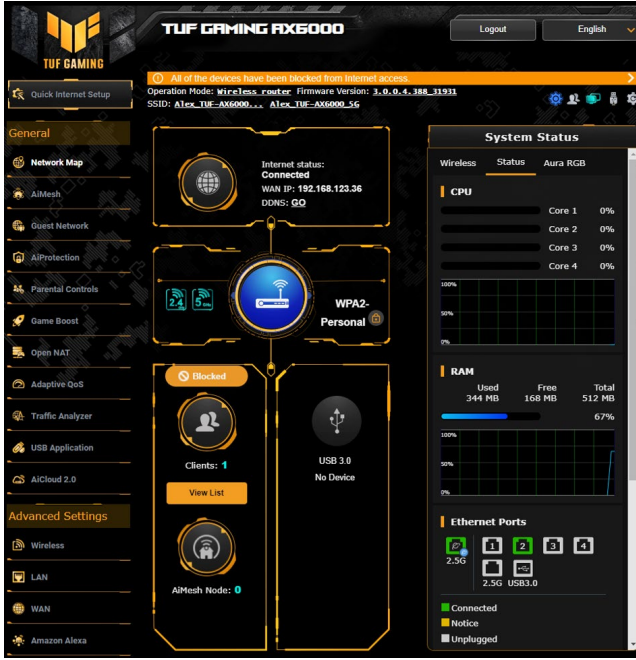 TUF GAMING
TUF GAMING AX6000
Logout
English
Quick Internet Setup
All of the devices have been blocked from Internet access.
Operation Mode: Wireless router Firmware Version: 3.0.0.4.388_31931
SSID: Alex_TUF-AX6000... Alex_TUF-AX6000_5G
General
Network Map
AiMesh
Guest Network
AiProtection
Parental Controls
Game Boost
Open NAT
Adaptive QoS
Traffic Analyzer
USB Application
AiCloud 2.0
Advanced Settings
Wireless
LAN
WAN
Amazon Alexa
Internet status:
Connected
WAN IP: 192.168.123.36
DDNS: GO
2.4
5
WPA2-
Personal
Blocked
Clients: 1
View List
AiMesh Node: 0
USB 3.0
No Device
System Status
Wireless Status Aura RGB
CPU
Core 1 0%
Core 2 0%
Core 3 0%
Core 4 0%
100%
50%
0%
RAM
Used Free Total
344 MB 168 MB 512 MB
67%
100%
50%
0%
Ethernet Ports
1 2 3 4
2.5G
2.5G USB3.0
Connected
Notice
Unplugged